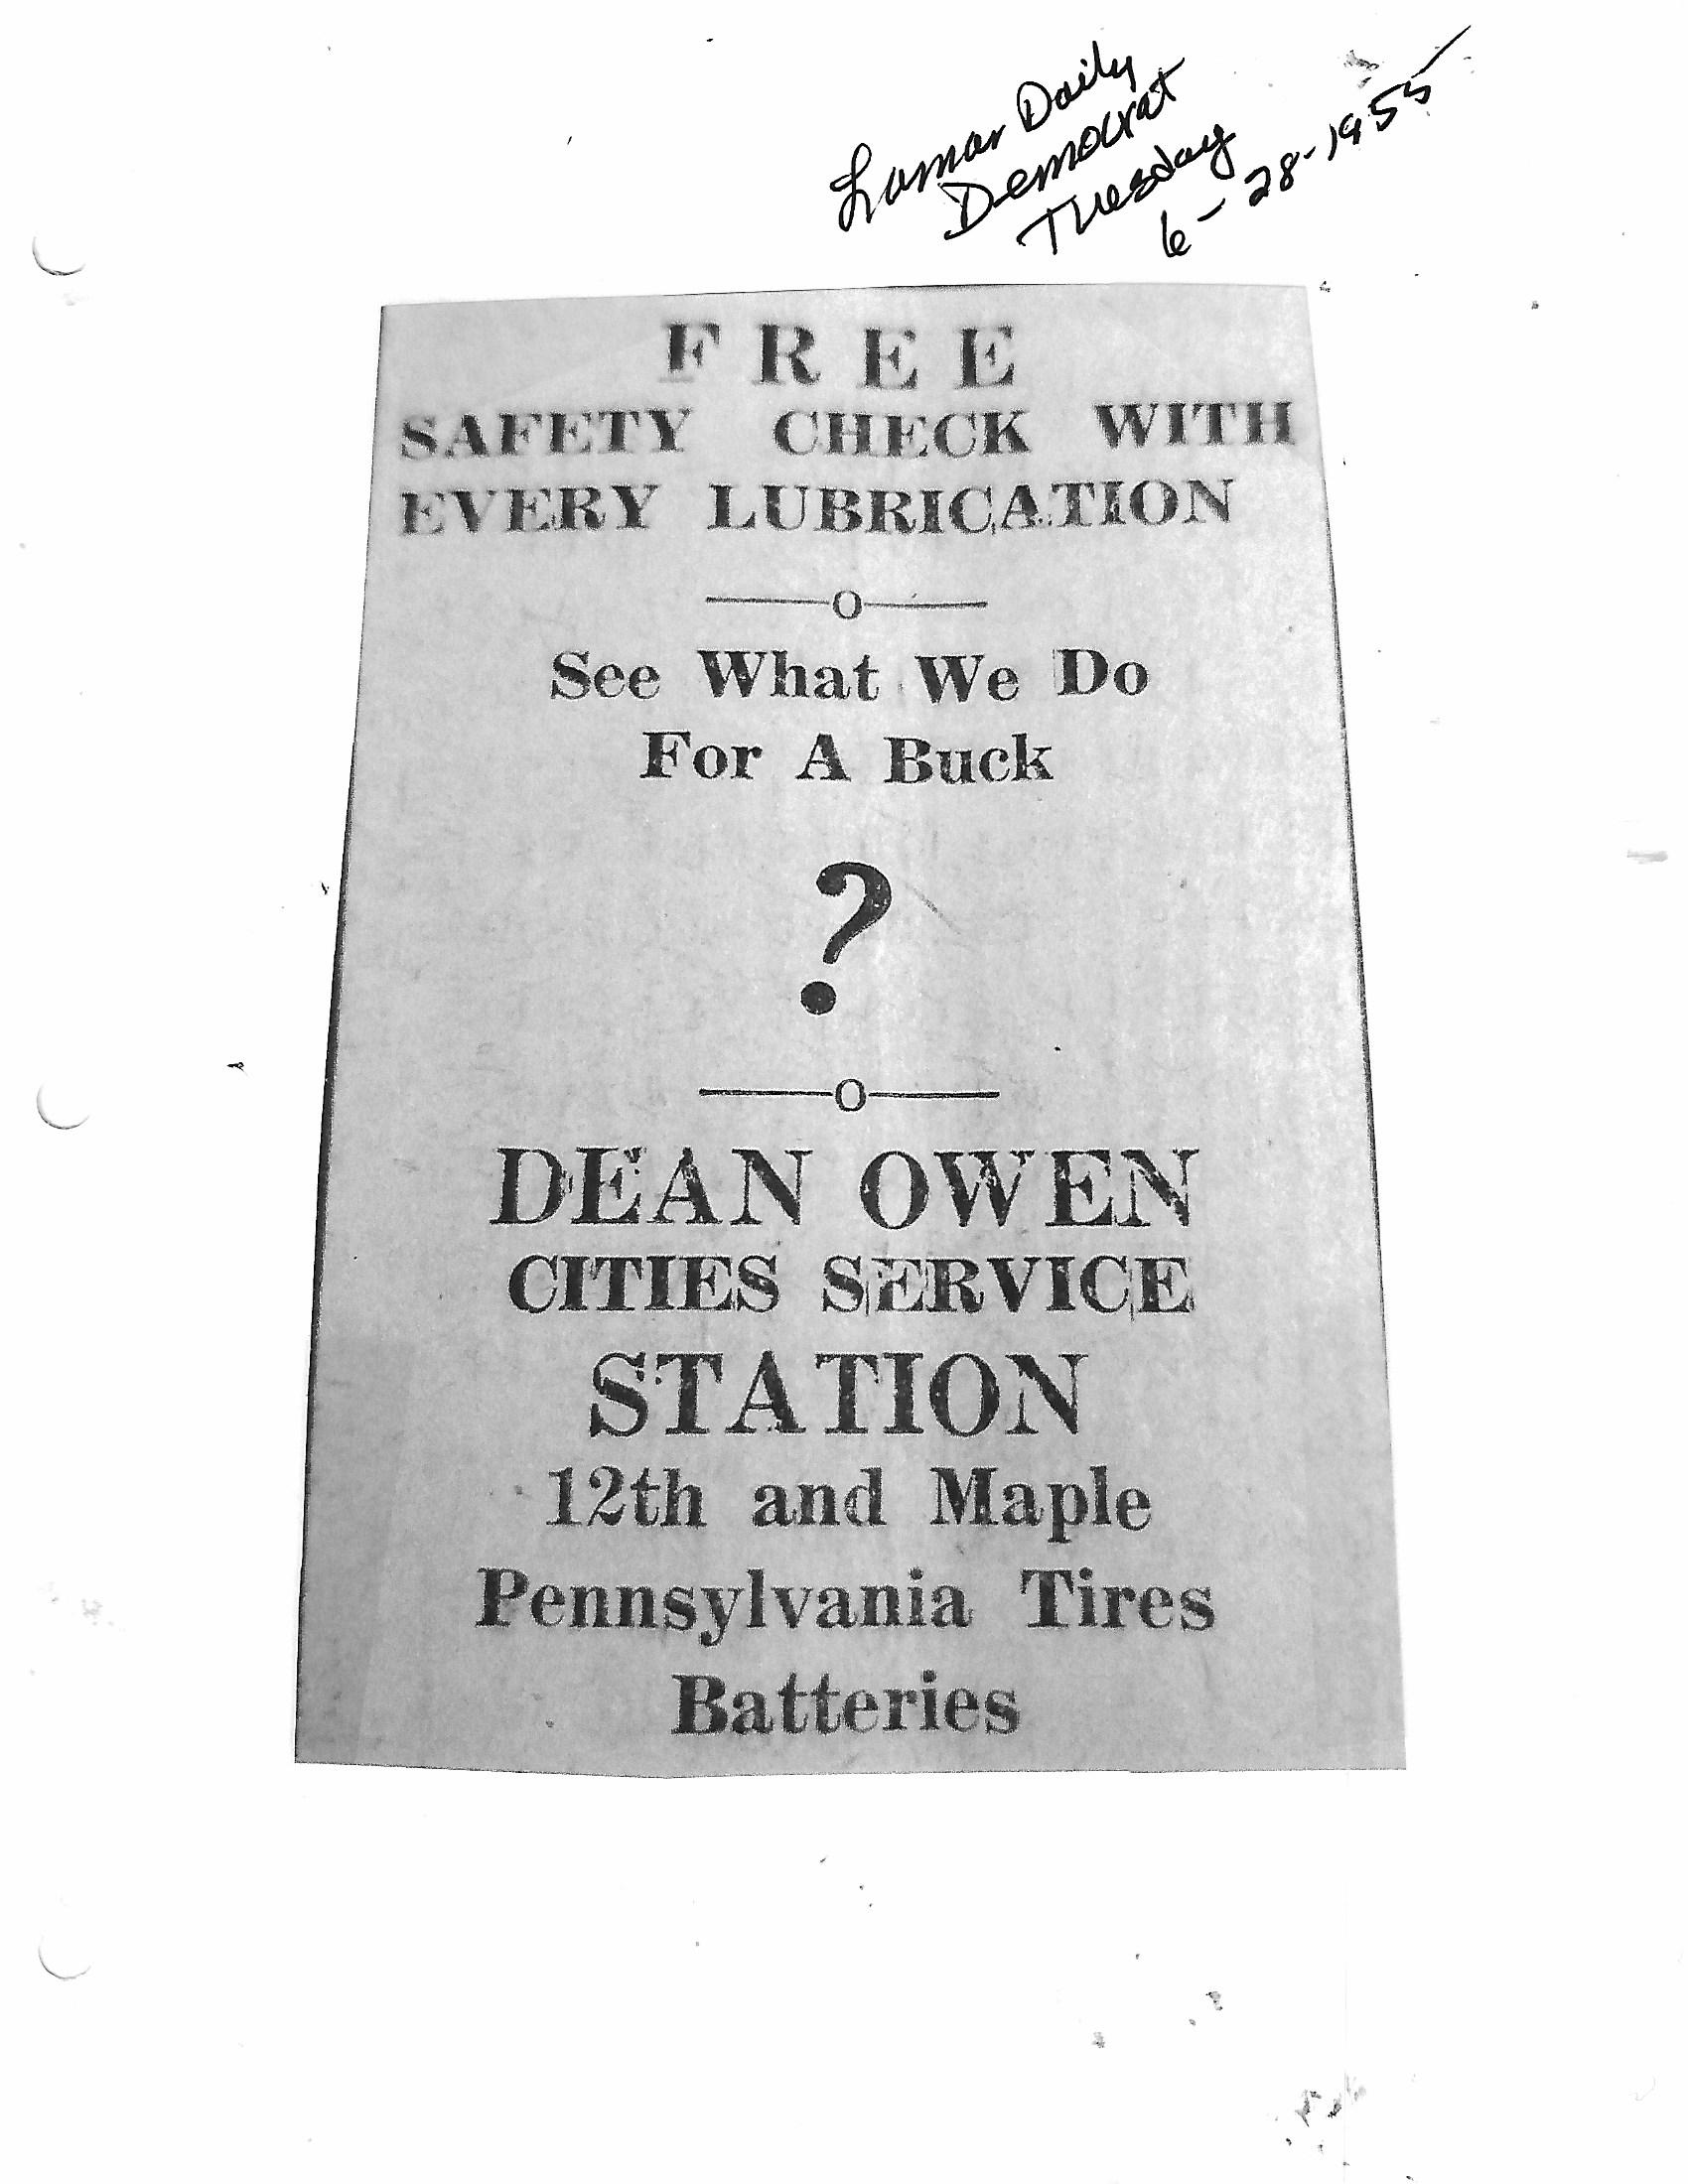 Lamar Daily
Democrat
Tuesday
6-28-1955
FREE
SAFETY CHECK WITH
EVERY LUBRICATION
See What We Do
For A Buck
?
DEAN OWEN
CITIES SERVICE
STATION
12th and Maple
Pennsylvania Tires
Batteries